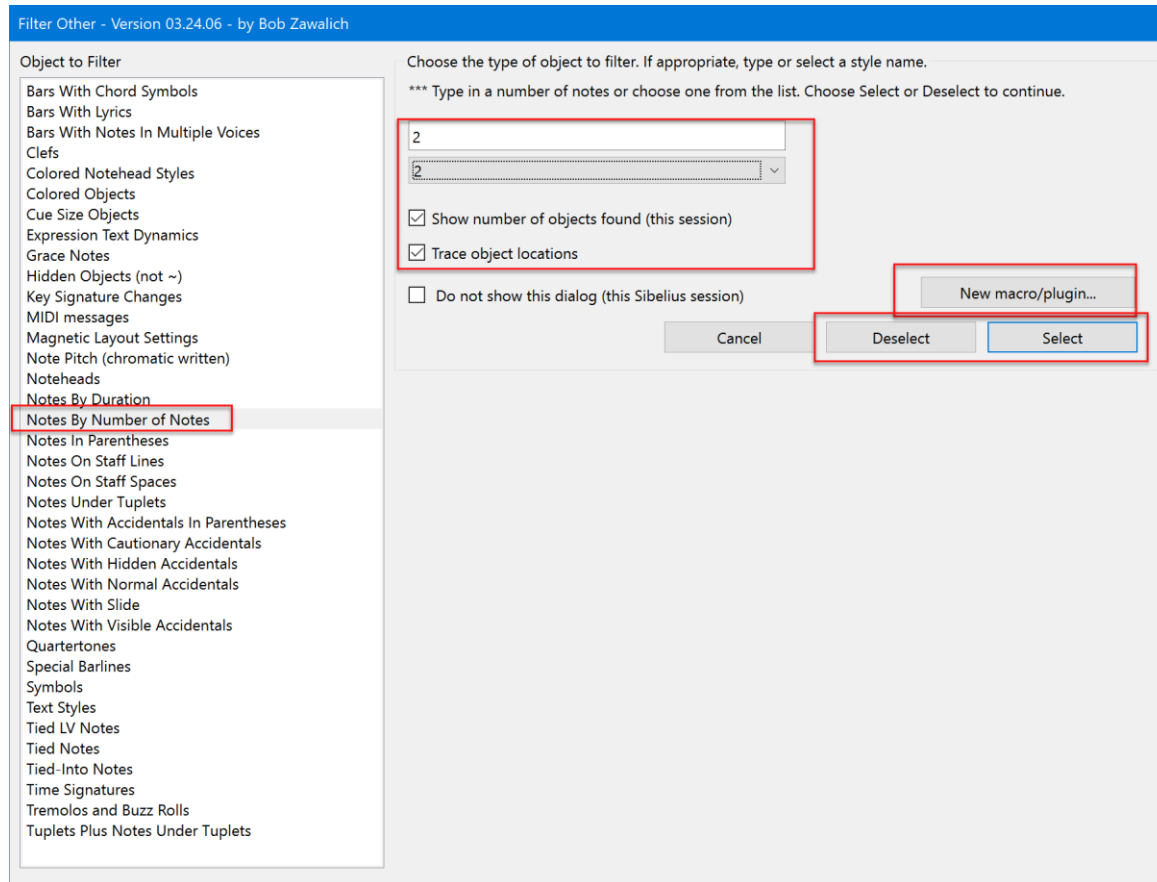 Filter Other - Version 03.24.06 - by Bob Zawalich
Object to Filter
Bars With Chord Symbols
Bars With Lyrics
Bars With Notes In Multiple Voices
Clefs
Colored Notehead Styles
Colored Objects
Cue Size Objects
Expression Text Dynamics
Grace Notes
Hidden Objects (not ~)
Key Signature Changes
MIDI messages
Magnetic Layout Settings
Note Pitch (chromatic written)
Noteheads
Notes By Duration
Notes By Number of Notes
Notes In Parentheses
Notes On Staff Lines
Notes On Staff Spaces
Notes Under Tuplets
Notes With Accidentals In Parentheses
Notes With Cautionary Accidentals
Notes With Hidden Accidentals
Notes With Normal Accidentals
Notes With Slide
Notes With Visible Accidentals
Quartertones
Special Barlines
Symbols
Text Styles
Tied LV Notes
Tied Notes
Tied-Into Notes
Time Signatures
Tremolos and Buzz Rolls
Tuplets Plus Notes Under Tuplets
Choose the type of object to filter. If appropriate, type or select a style name.
*** Type in a number of notes or choose one from the list. Choose Select or Deselect to continue.
2
2
Show number of objects found (this session)
Trace object locations
Do not show this dialog (this Sibelius session)
New macro/plugin...
Cancel
Deselect
Select